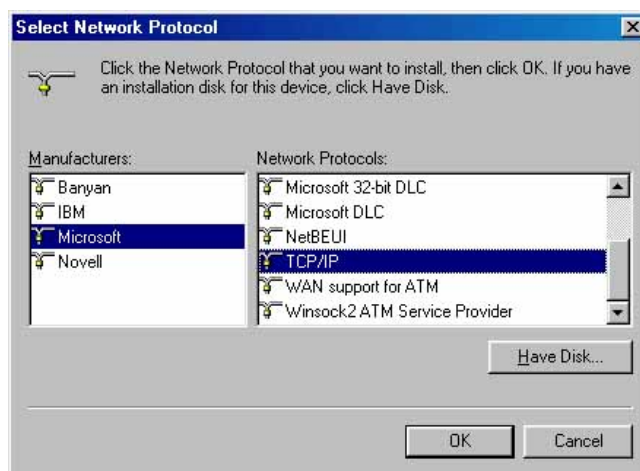 Select Network Protocol
Click the Network Protocol that you want to install, then click OK. If you have
an installation disk for this device, click Have Disk.
Manufacturers:
Banyan
IBM
Microsoft
Novell
Network Protocols:
Microsoft 32-bit DLC
Microsoft DLC
NetBEUI
TCP/IP
WAN support for ATM
Winsock2 ATM Service Provider
Have Disk...
OK
Cancel